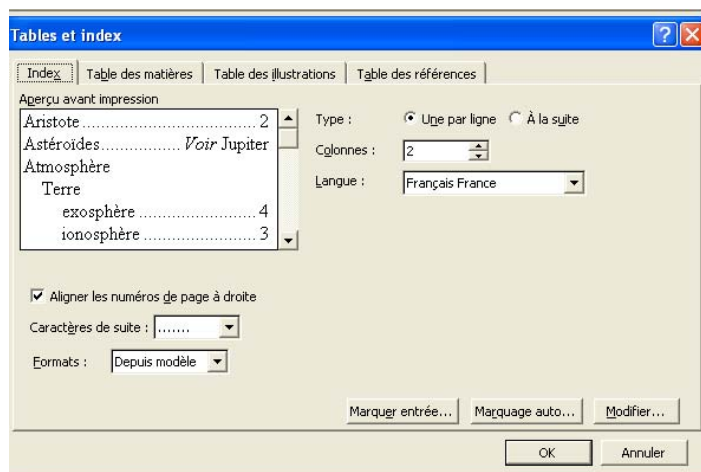 Tables et index
Index Table des matières Table des illustrations Table des références
Aperçu avant impression
Aristote.......................... 2
Astéroïdes................ Voir Jupiter
Atmosphère
Terre
exosphère ........................ 4
ionosphère ....................... 3
Type : Une par ligne À la suite
Colonnes : 2
Langue : Français France
Aligner les numéros de page à droite
Caractères de suite : .......
Formats : Depuis modèle
Marquer entrée... Marquage auto... Modifier...
OK Annuler